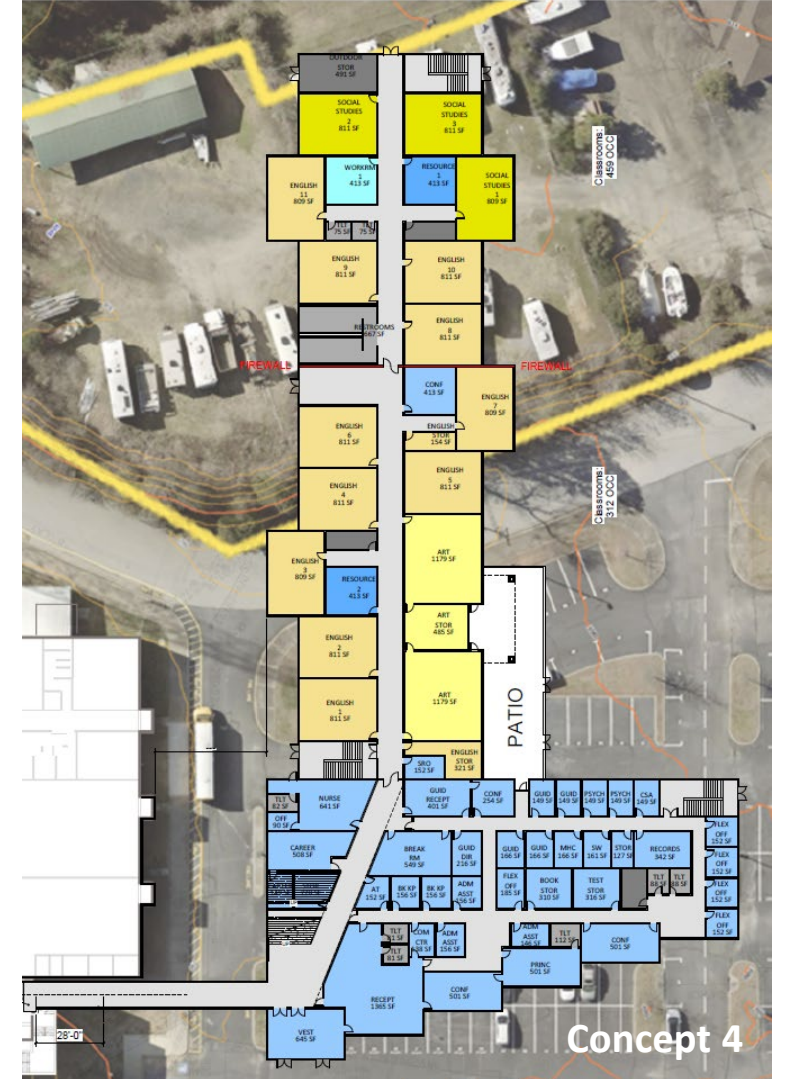 OUTDOOR
STOR
491 SF
SOCIAL
STUDIES
2
811 SF
SOCIAL
STUDIES
3
811 SF
ENGLISH
11
809 SF
WORKRM
1
413 SF
RESOURCE
1
413 SF
SOCIAL
STUDIES
1
809 SF
Classrooms:
459 OCC
TLT
75 SF
TLT
75 SF
ENGLISH
9
811 SF
ENGLISH
10
811 SF
RESTROOMS
667 SF
ENGLISH
8
811 SF
FIREWALL
FIREWALL
CONF
413 SF
ENGLISH
7
809 SF
ENGLISH
6
811 SF
ENGLISH
STOR
154 SF
ENGLISH
4
811 SF
ENGLISH
5
811 SF
Classrooms:
312 OCC
ENGLISH
3
809 SF
ART
1179 SF
RESOURCE
2
413 SF
ENGLISH
2
811 SF
ART
STOR
485 SF
ENGLISH
1
811 SF
ART
1179 SF
PATIO
SRO
152 SF
ENGLISH
STOR
321 SF
TLT
82 SF
NURSE
641 SF
GUID
RECEPT
401 SF
CONF
254 SF
GUID
149 SF
GUID
149 SF
PSYCH
149 SF
PSYCH
149 SF
CSA
149 SF
OFF
90 SF
CAREER
508 SF
BREAK
RM
549 SF
GUID
DIR
216 SF
GUID
166 SF
GUID
166 SF
MHC
166 SF
SW
161 SF
STOR
127 SF
RECORDS
342 SF
FLEX
OFF
152 SF
FLEX
OFF
152 SF
AT
152 SF
BK KP
156 SF
BK KP
156 SF
ADM
ASST
156 SF
FLEX
OFF
185 SF
BOOK
STOR
310 SF
TEST
STOR
316 SF
TLT
88 SF
TLT
88 SF
FLEX
OFF
152 SF
FLEX
OFF
152 SF
TLT
81 SF
TLT
81 SF
COM
CTR
138 SF
ADM
ASST
156 SF
ADM
ASST
146 SF
TLT
112 SF
CONF
501 SF
PRINC
501 SF
RECEPT
1365 SF
CONF
501 SF
VEST
645 SF
28'-0"
Concept 4